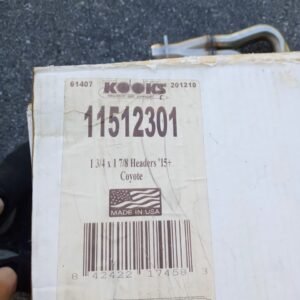 61407 KOOKS 201210
11512301
1 3/4 x 1 7/8 Headers '15+
Coyote
MADE IN USA
8 42422 17458 3